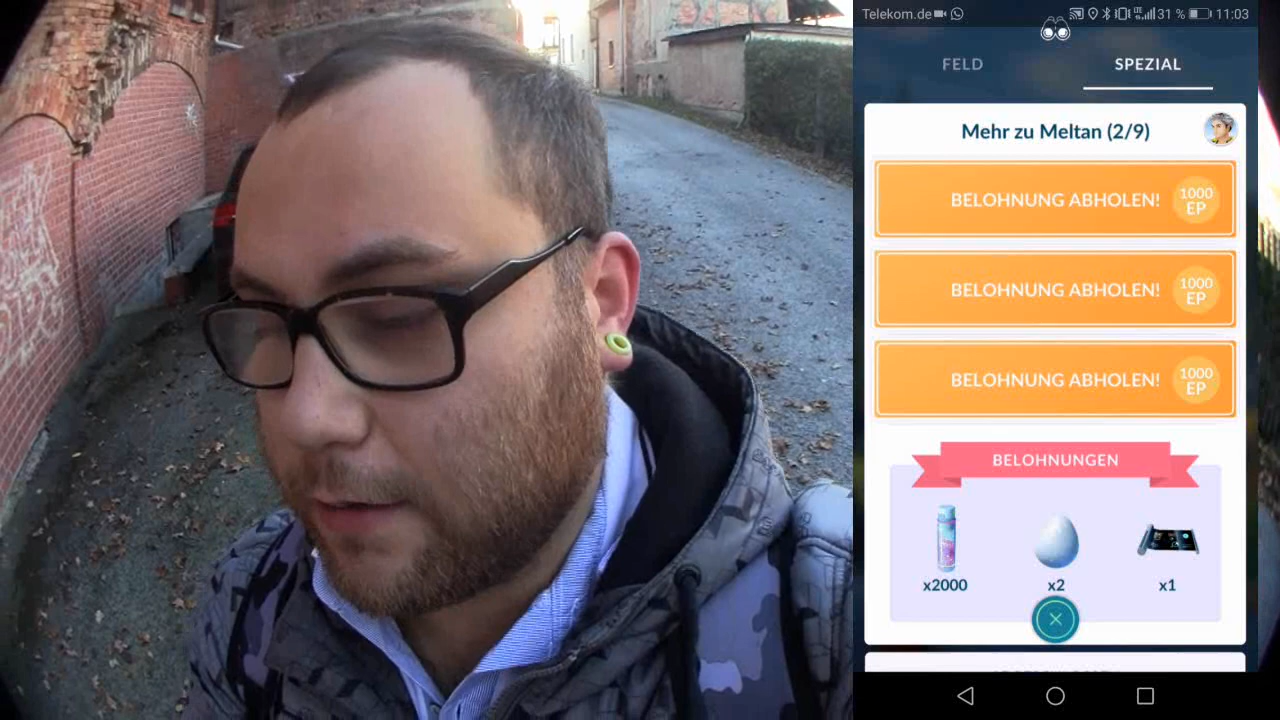 Telekom.de LTE 31 % 11:03
FELD SPEZIAL
Mehr zu Meltan (2/9)
BELOHNUNG ABHOLEN! 1000 EP
BELOHNUNG ABHOLEN! 1000 EP
BELOHNUNG ABHOLEN! 1000 EP
BELOHNUNGEN
x2000 x2 x1